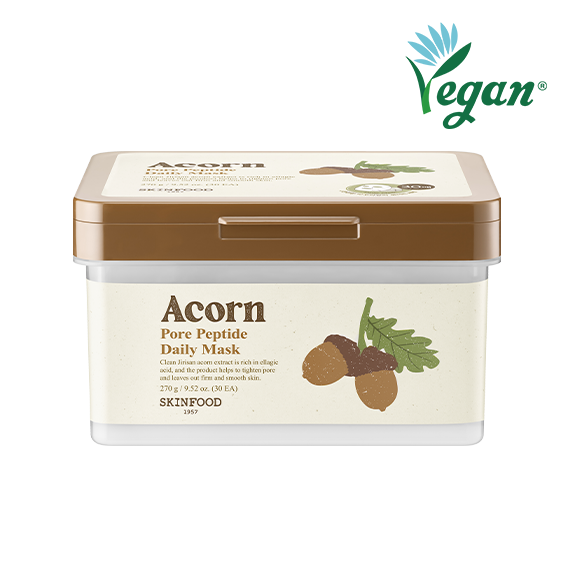 Vegan®
Acorn
Pore Peptide
Daily Mask
270 g / 9.52 oz. (30 EA)
SKINFOOD
Acorn
Pore Peptide
Daily Mask
Clean Jirisan acorn extract is rich in ellagic
acid, and the product helps to tighten pore
and leaves out firm and smooth skin.
270 g / 9.52 oz. (30 EA)
SKINFOOD
1957